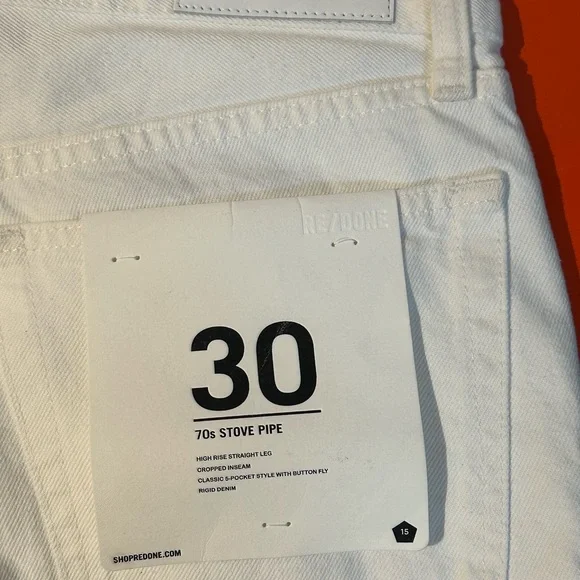 RE/DONE
30
70s STOVE PIPE
HIGH RISE STRAIGHT LEG
CROPPED INSEAM
CLASSIC 5-POCKET STYLE WITH BUTTON FLY
RIGID DENIM
15
SHOPREDONE.COM